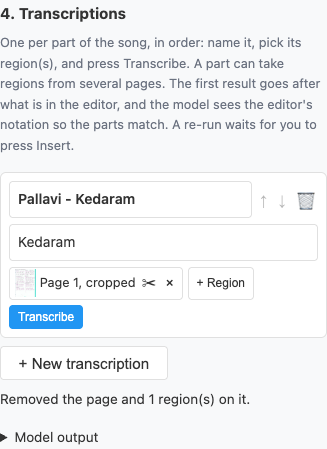 4. Transcriptions
One per part of the song, in order: name it, pick its
region(s), and press Transcribe. A part can take
regions from several pages. The first result goes after
what is in the editor, and the model sees the editor's
notation so the parts match. A re-run waits for you to
press Insert.
Pallavi - Kedaram ↑ ↓
Kedaram
Page 1, cropped ✂ × + Region
Transcribe
+ New transcription
Removed the page and 1 region(s) on it.
▶ Model output